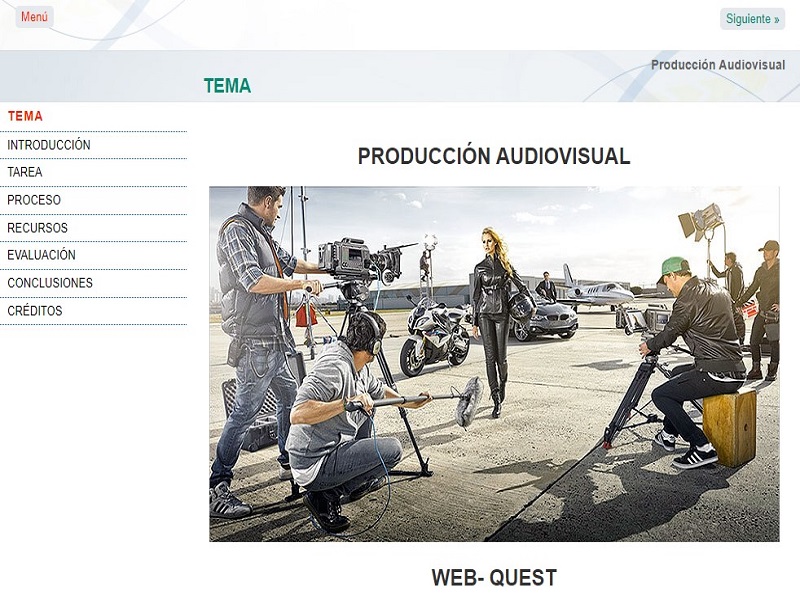 Menú
Siguiente »
Producción Audiovisual
TEMA
TEMA
INTRODUCCIÓN
TAREA
PROCESO
RECURSOS
EVALUACIÓN
CONCLUSIONES
CRÉDITOS
PRODUCCIÓN AUDIOVISUAL
WEB- QUEST